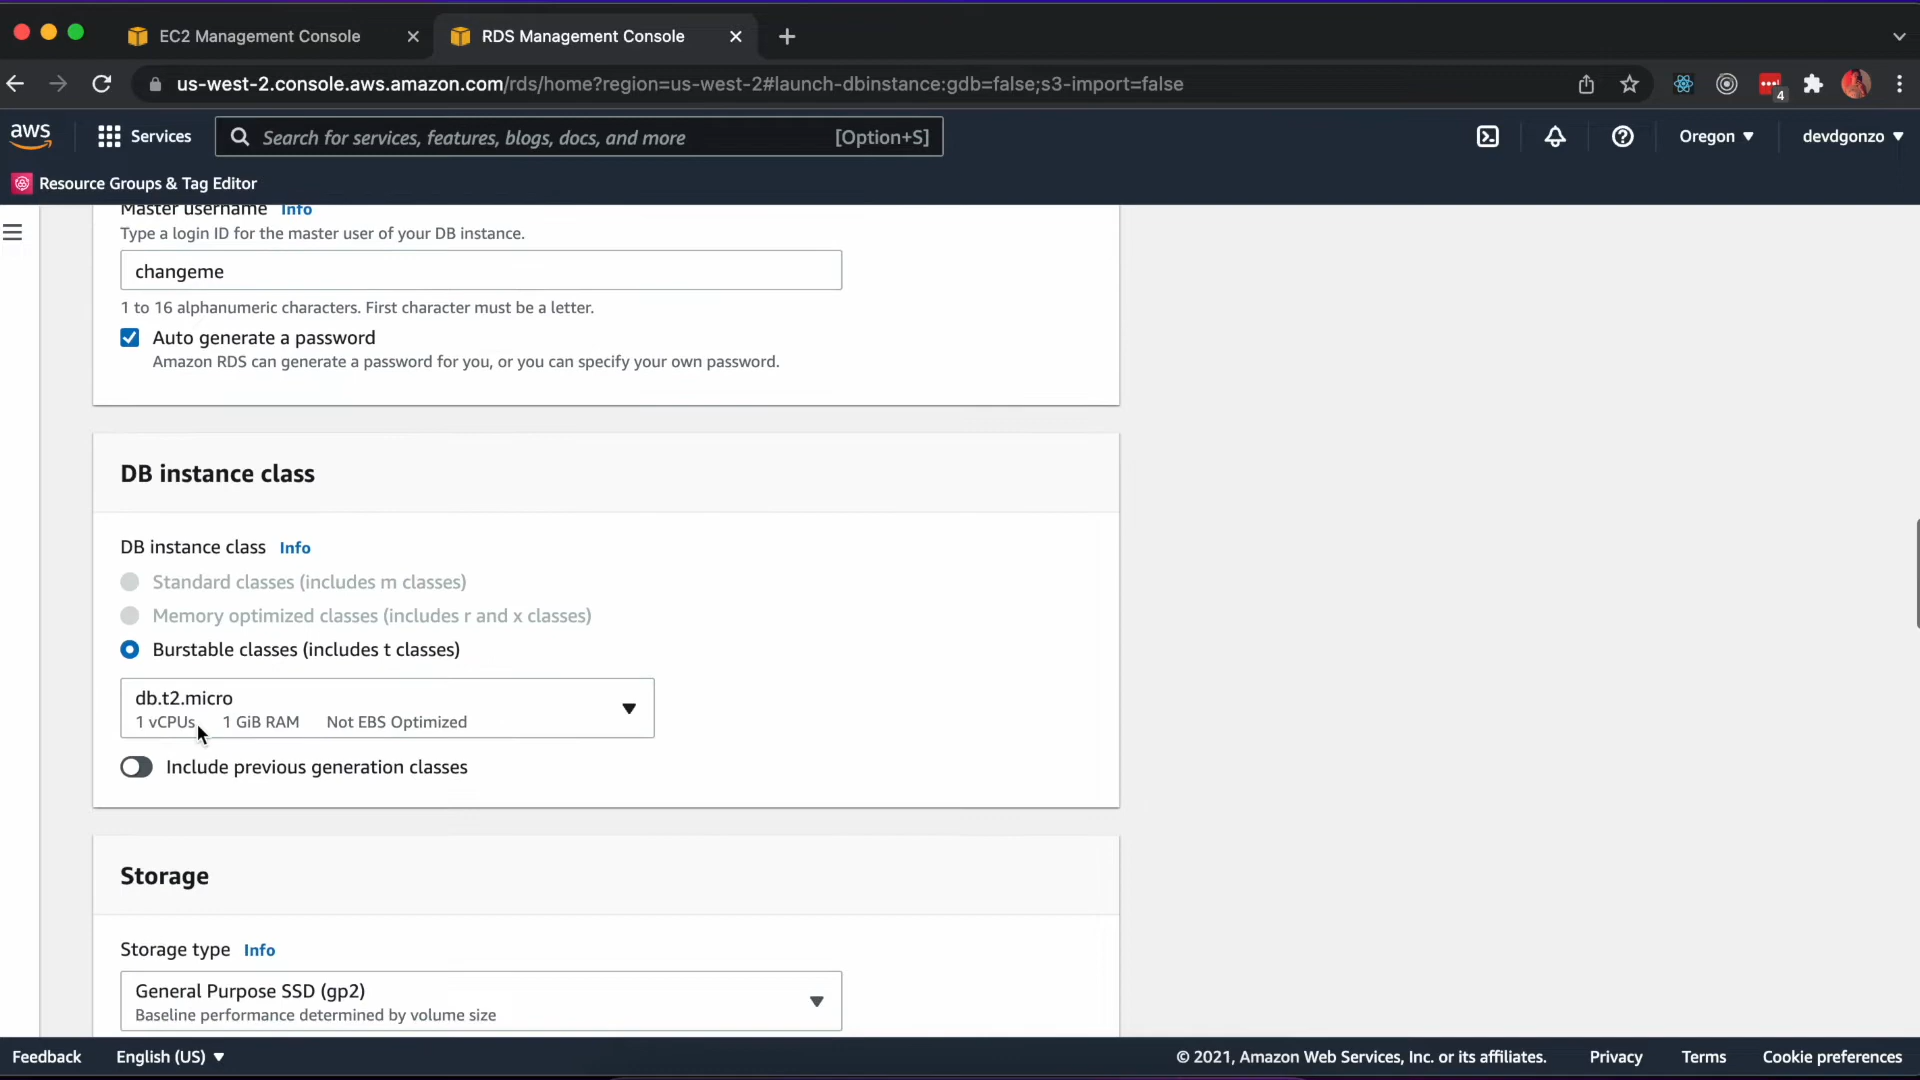 EC2 Management Console
RDS Management Console
us-west-2.console.aws.amazon.com/rds/home?region=us-west-2#launch-dbinstance:gdb=false;s3-import=false
4
aws
Services
Search for services, features, blogs, docs, and more
[Option+S]
Oregon
devdgonzo
Resource Groups & Tag Editor
Master username Info
Type a login ID for the master user of your DB instance.
changeme
1 to 16 alphanumeric characters. First character must be a letter.
Auto generate a password
Amazon RDS can generate a password for you, or you can specify your own password.
DB instance class
DB instance class Info
Standard classes (includes m classes)
Memory optimized classes (includes r and x classes)
Burstable classes (includes t classes)
db.t2.micro
1 vCPUs 1 GiB RAM Not EBS Optimized
Include previous generation classes
Storage
Storage type Info
General Purpose SSD (gp2)
Baseline performance determined by volume size
Feedback English (US) © 2021, Amazon Web Services, Inc. or its affiliates. Privacy Terms Cookie preferences